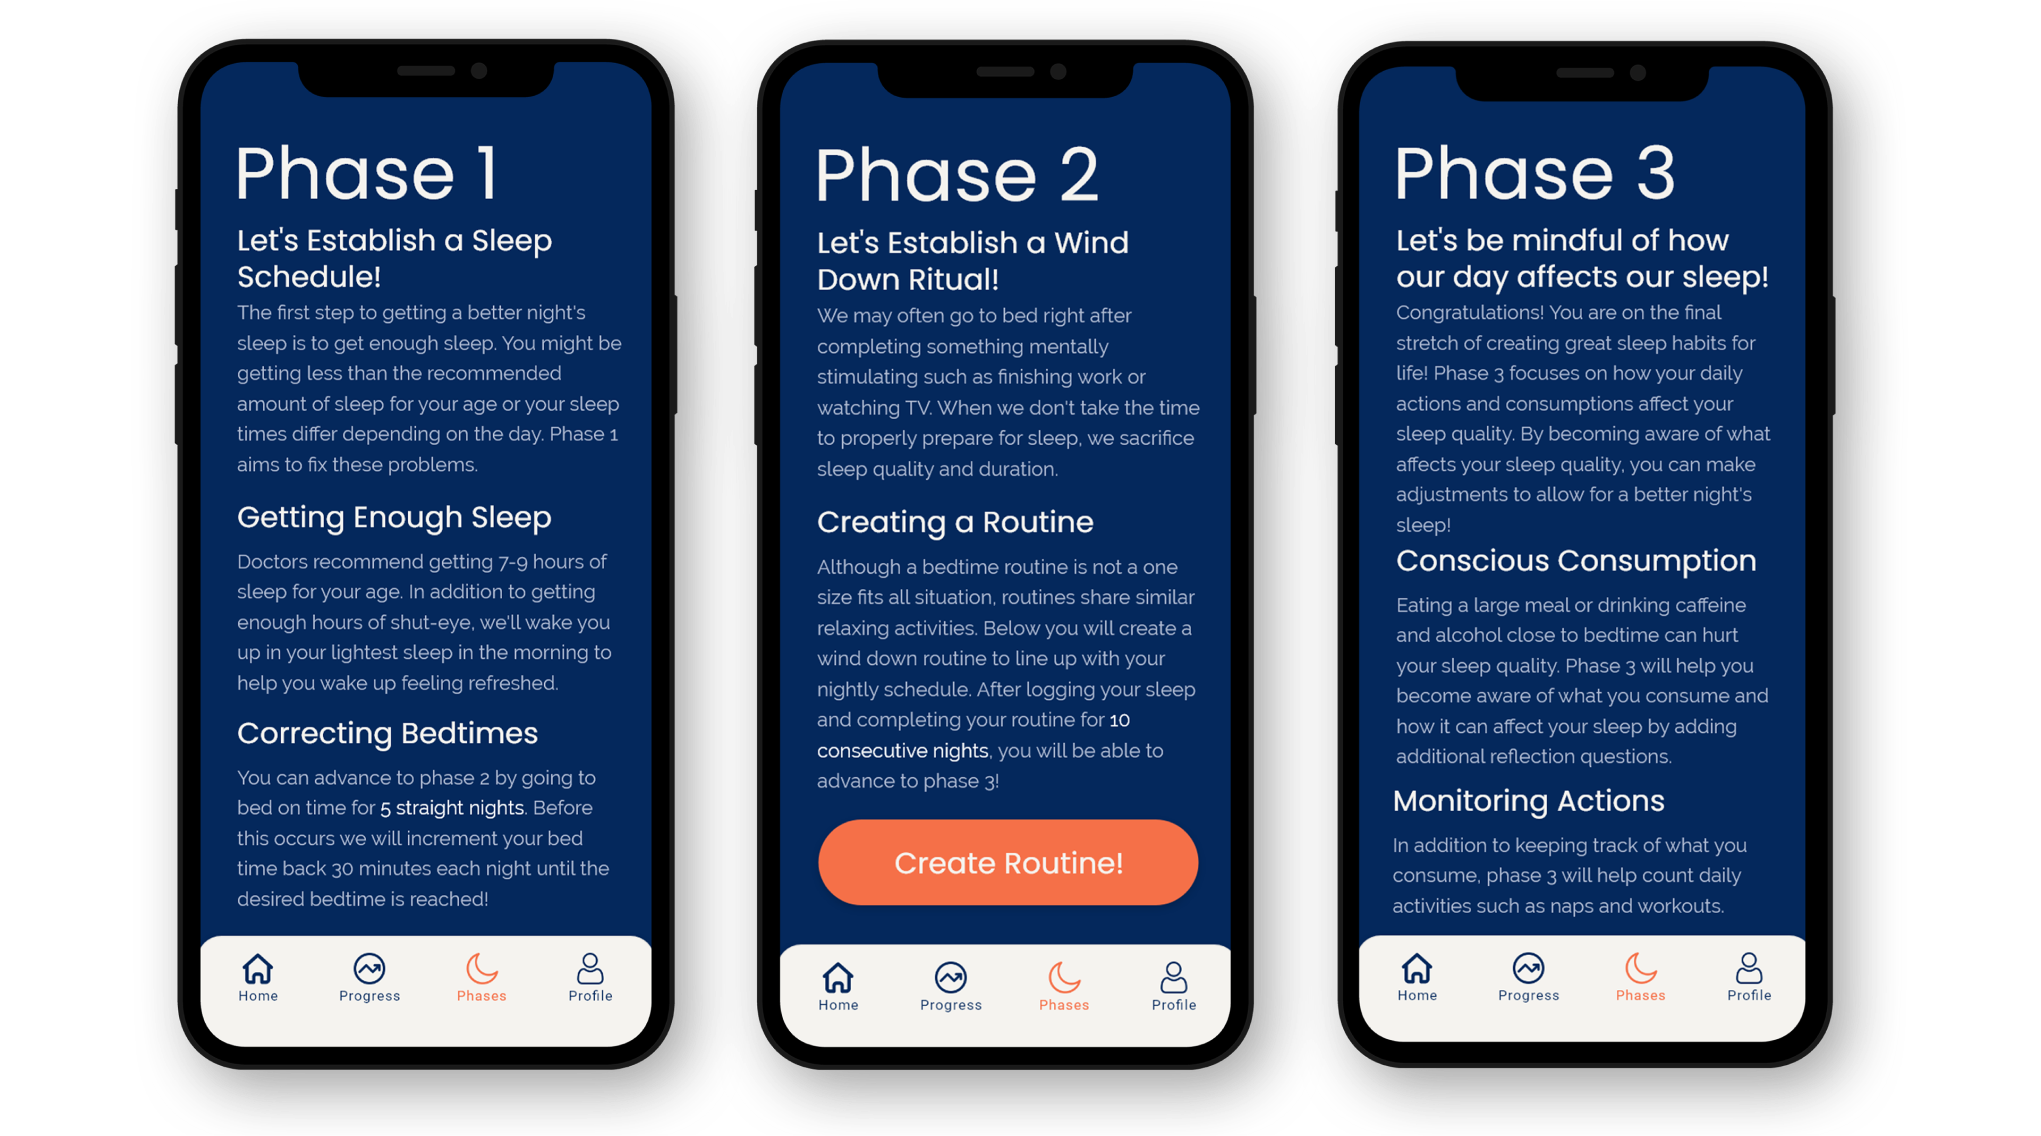 Phase 1
Let's Establish a Sleep
Schedule!
The first step to getting a better night's
sleep is to get enough sleep. You might be
getting less than the recommended
amount of sleep for your age or your sleep
times differ depending on the day. Phase 1
aims to fix these problems.
Getting Enough Sleep
Doctors recommend getting 7-9 hours of
sleep for your age. In addition to getting
enough hours of shut-eye, we'll wake you
up in your lightest sleep in the morning to
help you wake up feeling refreshed.
Correcting Bedtimes
You can advance to phase 2 by going to
bed on time for 5 straight nights. Before
this occurs we will increment your bed
time back 30 minutes each night until the
desired bedtime is reached!
Home
Progress
Phases
Profile
Phase 2
Let's Establish a Wind
Down Ritual!
We may often go to bed right after
completing something mentally
stimulating such as finishing work or
watching TV. When we don't take the time
to properly prepare for sleep, we sacrifice
sleep quality and duration.
Creating a Routine
Although a bedtime routine is not a one
size fits all situation, routines share similar
relaxing activities. Below you will create a
wind down routine to line up with your
nightly schedule. After logging your sleep
and completing your routine for 10
consecutive nights, you will be able to
advance to phase 3!
Create Routine!
Home
Progress
Phases
Profile
Phase 3
Let's be mindful of how
our day affects our sleep!
Congratulations! You are on the final
stretch of creating great sleep habits for
life! Phase 3 focuses on how your daily
actions and consumptions affect your
sleep quality. By becoming aware of what
affects your sleep quality, you can make
adjustments to allow for a better night's
sleep!
Conscious Consumption
Eating a large meal or drinking caffeine
and alcohol close to bedtime can hurt
your sleep quality. Phase 3 will help you
become aware of what you consume and
how it can affect your sleep by adding
additional reflection questions.
Monitoring Actions
In addition to keeping track of what you
consume, phase 3 will help count daily
activities such as naps and workouts.
Home
Progress
Phases
Profile